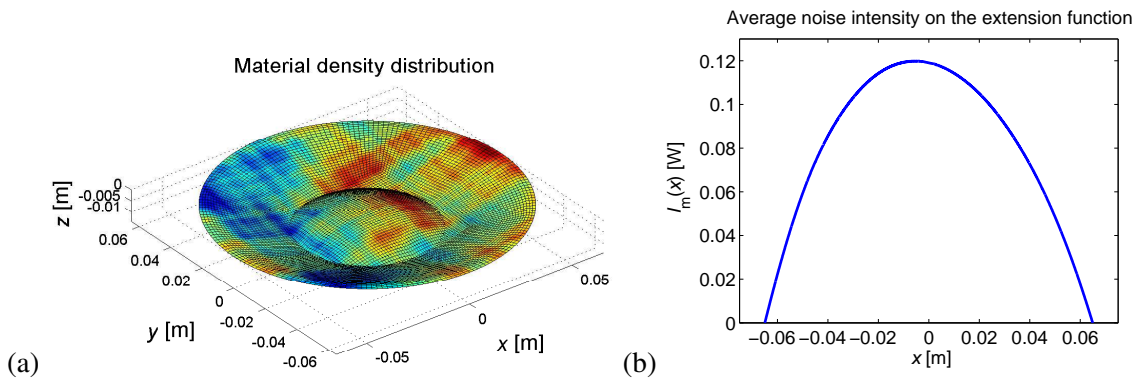 Material density distribution
z [m]
0
-0.005
-0.01
0.06
0.04
0.02
0
-0.02
-0.04
-0.06
y [m]
-0.05
0
0.05
x [m]
(a)
Average noise intensity on the extension function
I_m(x) [W]
0.12
0.12
0.08
0.06
0.04
0.02
0
−0.06 −0.04 −0.02 0 0.02 0.04 0.06
x [m]
(b)